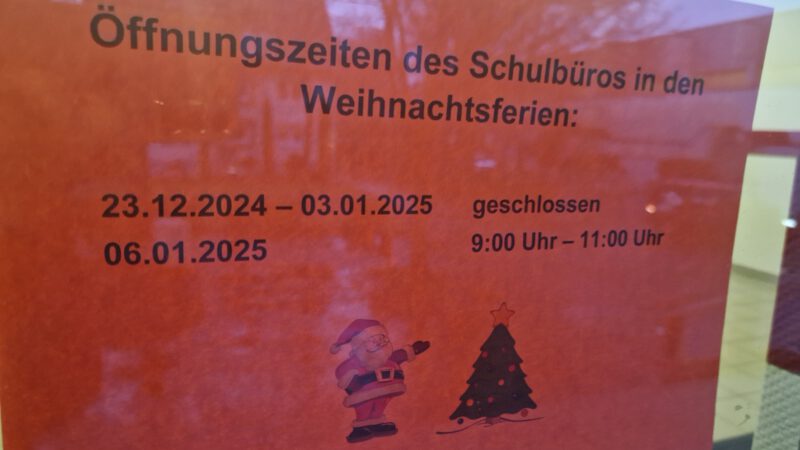 Öffnungszeiten des Schulbüros in den
Weihnachtsferien:
23.12.2024 – 03.01.2025 geschlossen
06.01.2025 9:00 Uhr – 11:00 Uhr